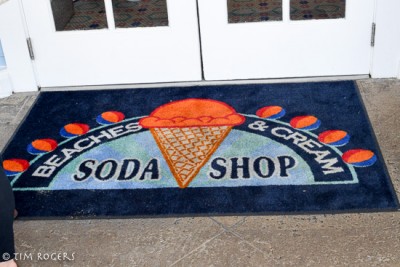 BEACHES & CREAM
SODA SHOP
© TIM ROGERS